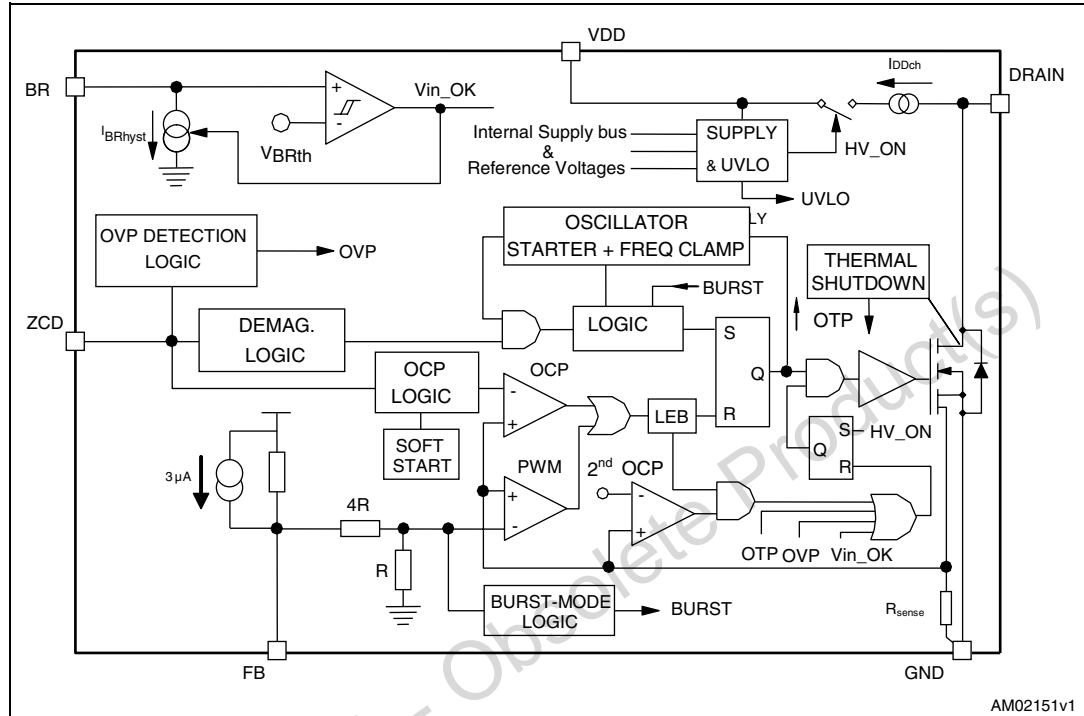 VDD
IDDch
DRAIN
BR
+
Vin_OK
-
IBRhyst
VBRth
Internal Supply bus
&
Reference Voltages
SUPPLY
& UVLO
HV_ON
UVLO
OVP DETECTION
LOGIC
OVP
OSCILLATOR
STARTER + FREQ CLAMP
LY
THERMAL
SHUTDOWN
BURST
OTP
ZCD
DEMAG.
LOGIC
LOGIC
S
Q
R
OCP
LOGIC
OCP
-
+
SOFT
START
LEB
S
Q
R
HV_ON
3 µA
PWM
2nd OCP
4R
+
-
-
+
R
OTP
OVP
Vin_OK
BURST-MODE
LOGIC
BURST
Rsense
FB
GND
AM02151v1
- Obsolete Product(s)